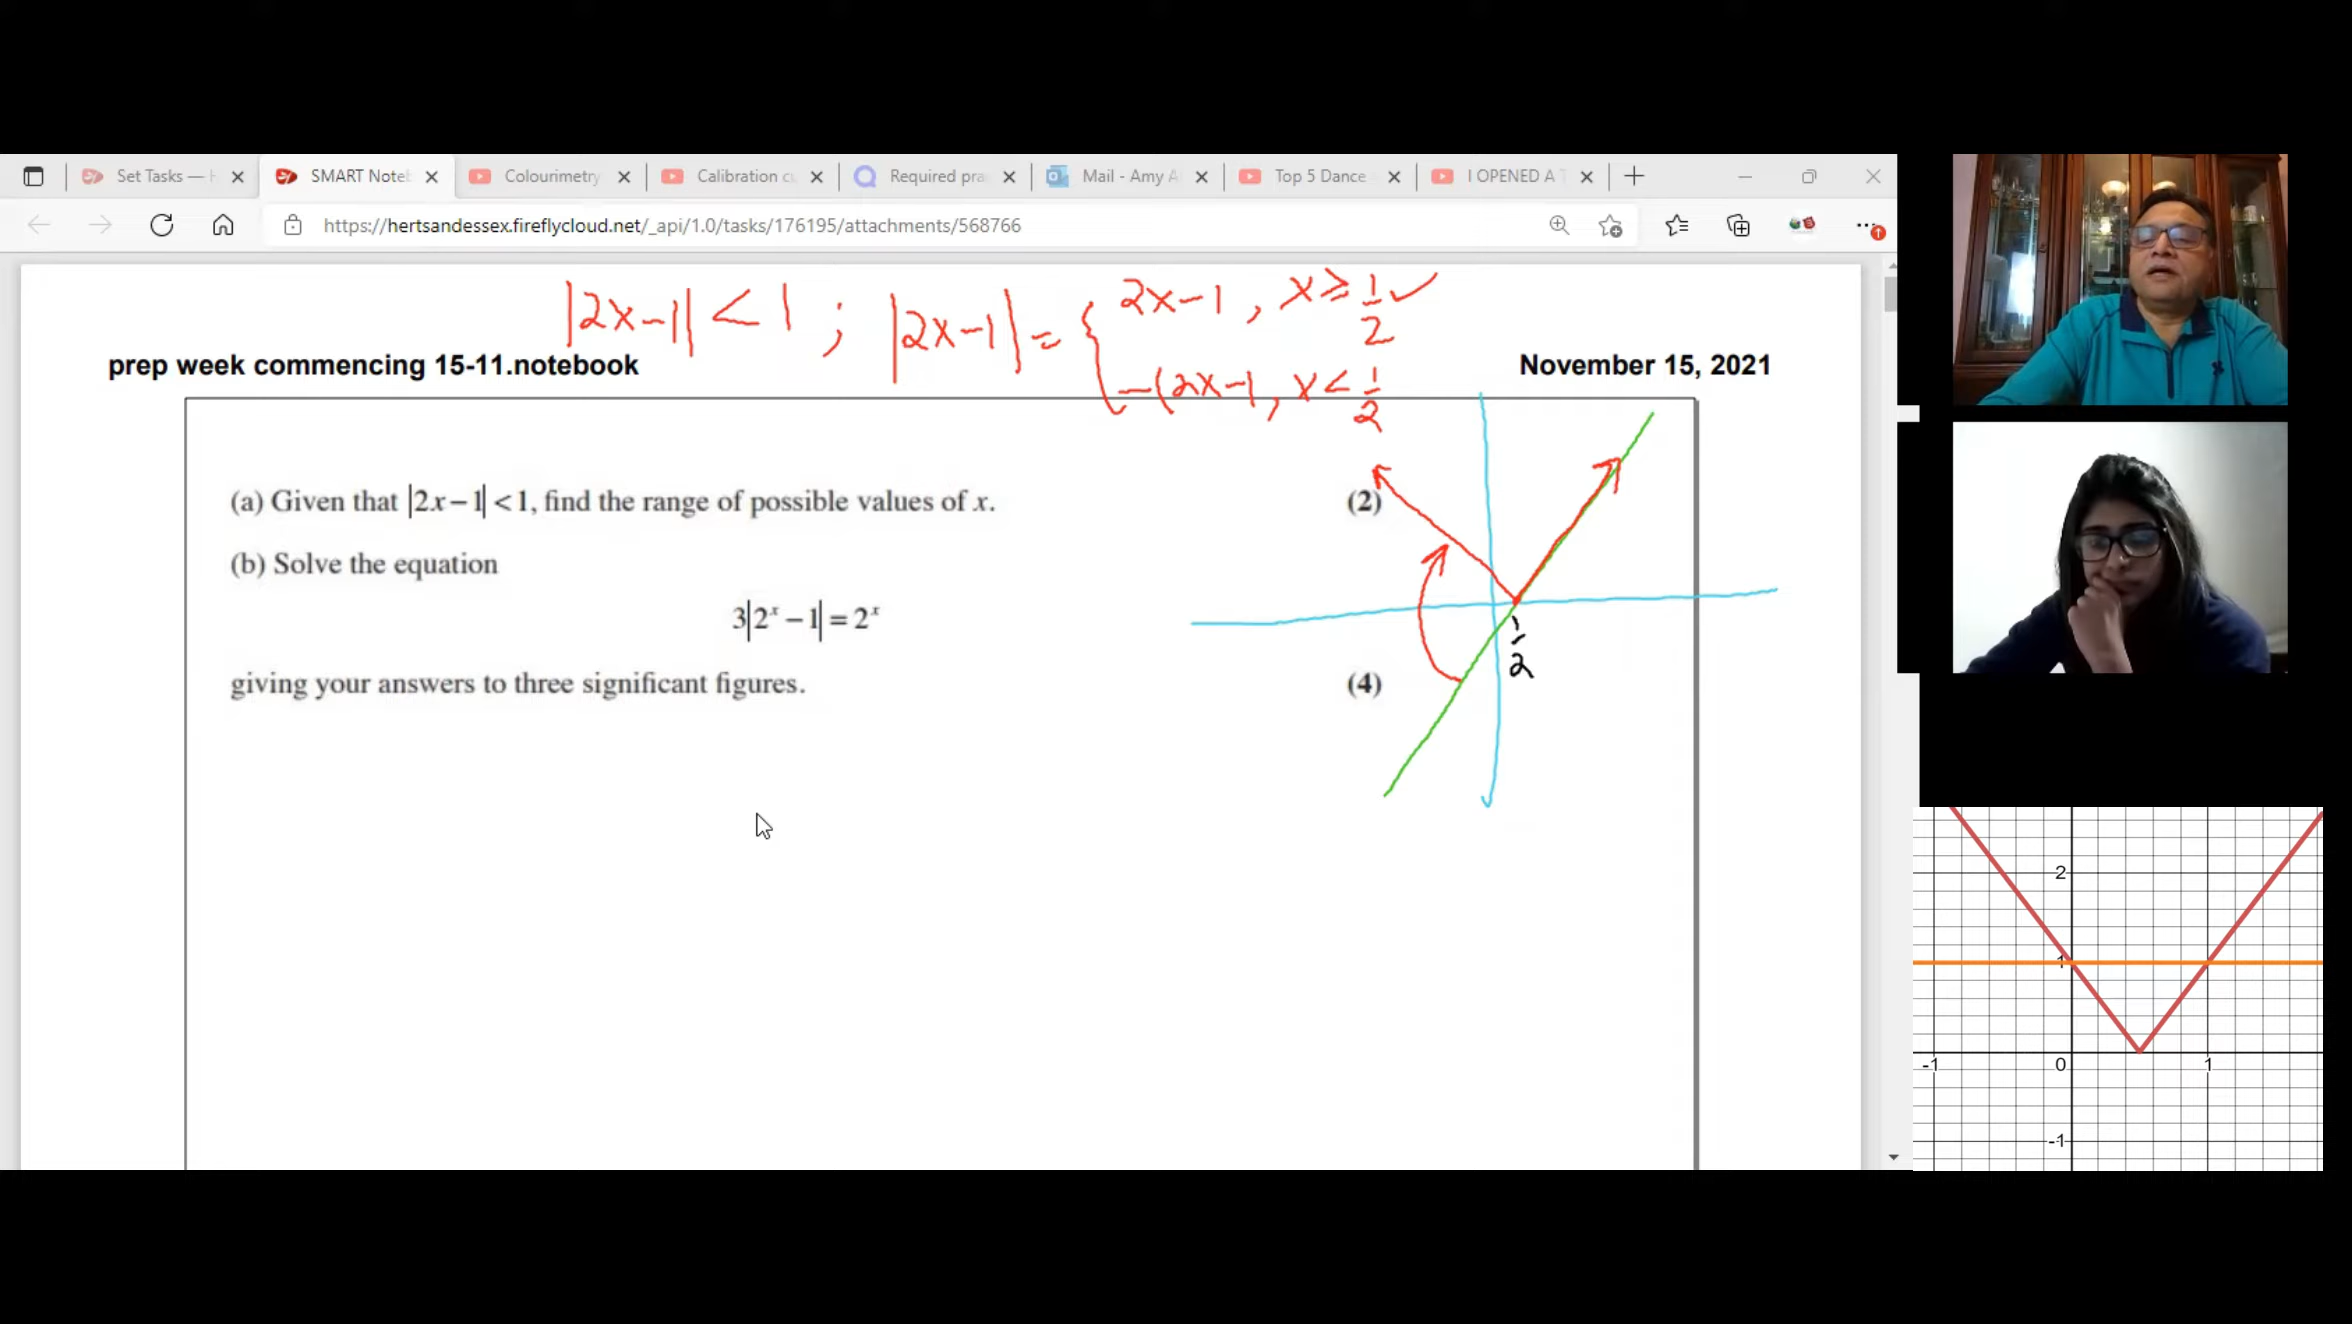 Set Tasks —
SMART Note
Colourimetry
Calibration c
Required pra
Mail - Amy A
Top 5 Dance
I OPENED A
https://hertsandessex.fireflycloud.net/_api/1.0/tasks/176195/attachments/568766
|2x-1| < 1 ; |2x-1| = { 2x-1 , x ≥ 1/2 ✓
-(2x-1, x < 1/2
prep week commencing 15-11.notebook
November 15, 2021
(a) Given that |2x – 1| < 1, find the range of possible values of x.
(2)
(b) Solve the equation
3|2ˣ – 1| = 2ˣ
1/2
giving your answers to three significant figures.
(4)
2
1
-1
0
1
-1